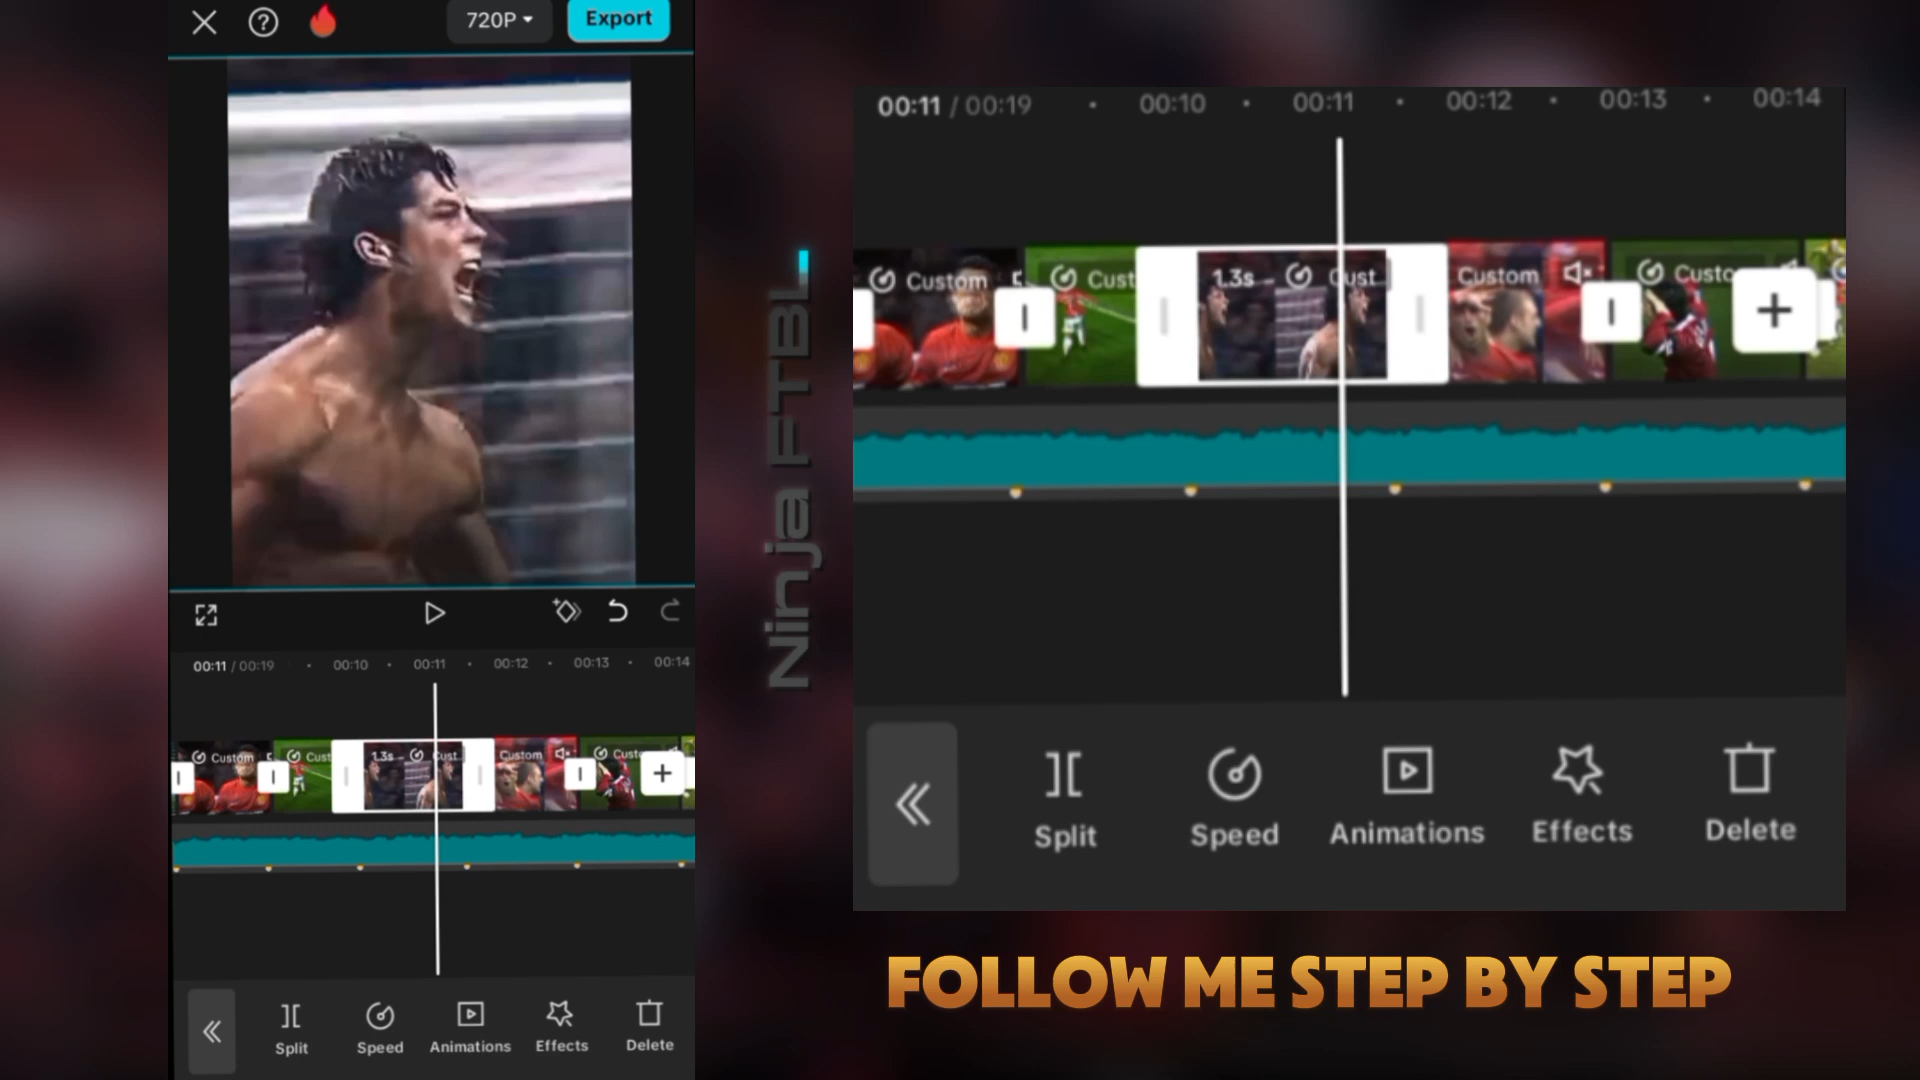 720P
Export
00:11 / 00:19
00:10
00:11
00:12
00:13
00:14
Custom
Cust
1.3s
Cust
Custom
Custo
Split
Speed
Animations
Effects
Delete
Ninja FTBL
00:11 / 00:19
00:10
00:11
00:12
00:13
00:14
Custom
Cust
1.3s
Cust
Custom
Custo
Split
Speed
Animations
Effects
Delete
FOLLOW ME STEP BY STEP